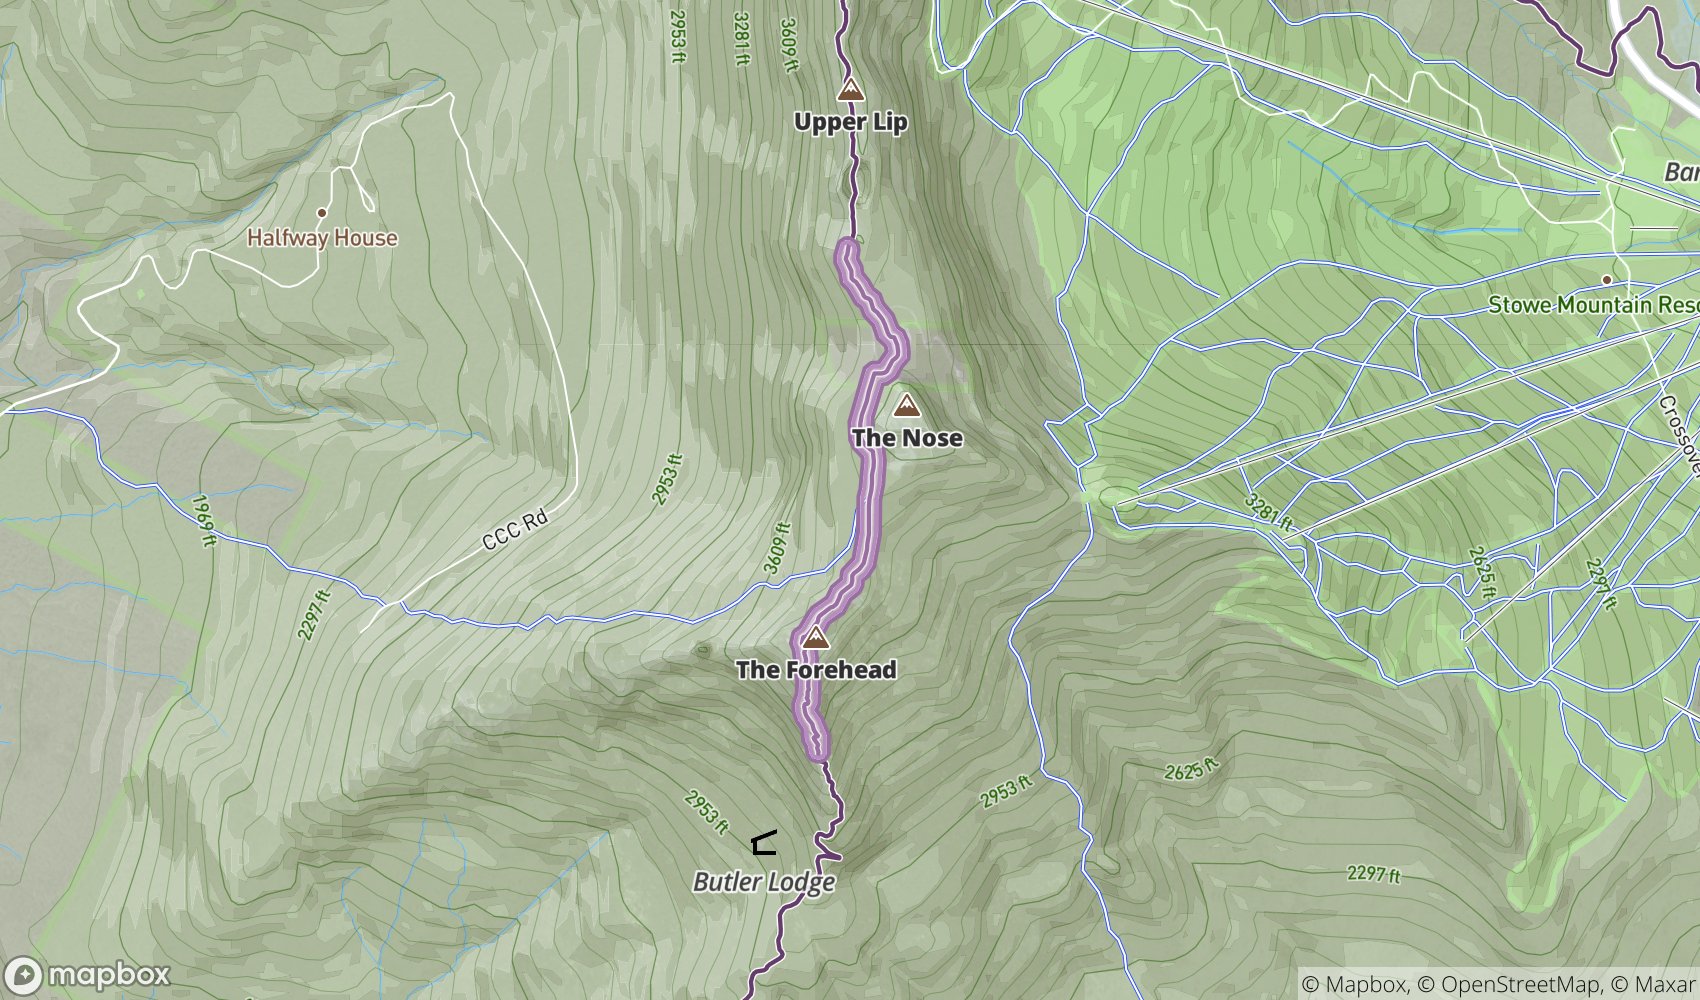 2953 ft
3281 ft
3609 ft
Upper Lip
Bar
Halfway House
Stowe Mountain Reso
The Nose
Crossove
2953 ft
1969 ft
3281 ft
CCC Rd
3609 ft
2625 ft
2297 ft
2297 ft
The Forehead
2625 ft
2953 ft
2953 ft
Butler Lodge
2297 ft
mapbox
© Mapbox, © OpenStreetMap, © Maxar